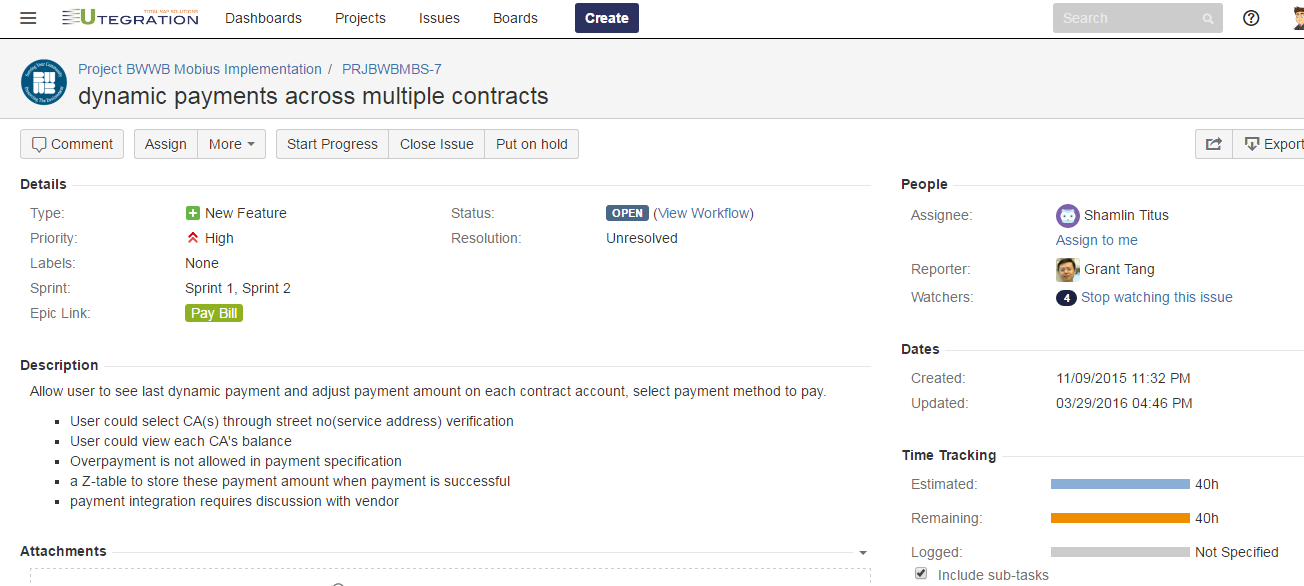 TOTAL SAP SOLUTIONS
UTEGRATION
Dashboards Projects Issues Boards Create Search
Project BWWB Mobius Implementation / PRJBWBMBS-7
dynamic payments across multiple contracts
Comment Assign More Start Progress Close Issue Put on hold Export
Details
Type: New Feature
Priority: High
Labels: None
Sprint: Sprint 1, Sprint 2
Epic Link: Pay Bill
Status: OPEN (View Workflow)
Resolution: Unresolved
Description
Allow user to see last dynamic payment and adjust payment amount on each contract account, select payment method to pay.
User could select CA(s) through street no(service address) verification
User could view each CA's balance
Overpayment is not allowed in payment specification
a Z-table to store these payment amount when payment is successful
payment integration requires discussion with vendor
Attachments
People
Assignee: Shamlin Titus
Assign to me
Reporter: Grant Tang
Watchers: 4 Stop watching this issue
Dates
Created: 11/09/2015 11:32 PM
Updated: 03/29/2016 04:46 PM
Time Tracking
Estimated: 40h
Remaining: 40h
Logged: Not Specified
Include sub-tasks